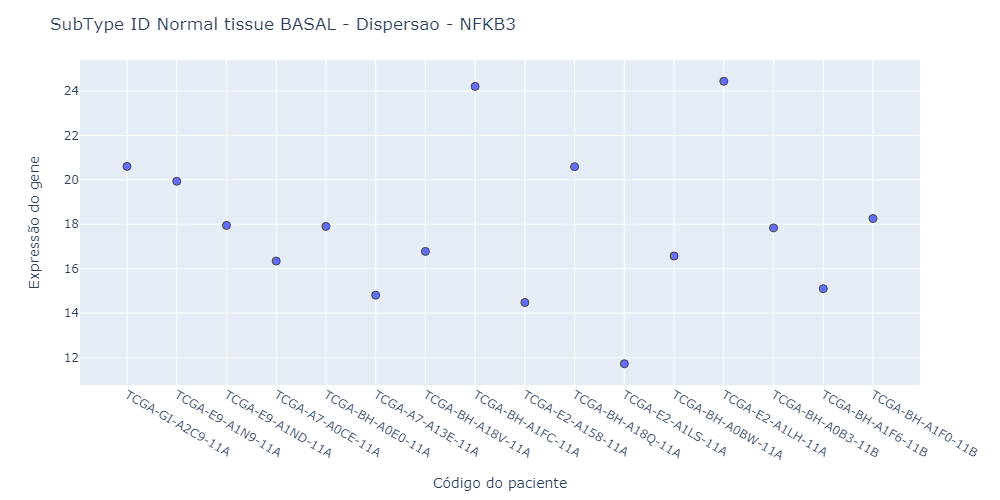 SubType ID Normal tissue BASAL - Dispersao - NFKB3
Expressão do gene
24
22
20
18
16
14
12
TCGA-GI-A2C9-11A
TCGA-E9-A1N9-11A
TCGA-E9-A1ND-11A
TCGA-A7-A0CE-11A
TCGA-BH-A0E0-11A
TCGA-A7-A13E-11A
TCGA-BH-A18V-11A
TCGA-BH-A1FC-11A
TCGA-E2-A158-11A
TCGA-BH-A18Q-11A
TCGA-E2-A1LS-11A
TCGA-BH-A0BW-11A
TCGA-E2-A1LH-11A
TCGA-BH-A0B3-11B
TCGA-BH-A1F6-11B
TCGA-BH-A1F0-11B
Código do paciente